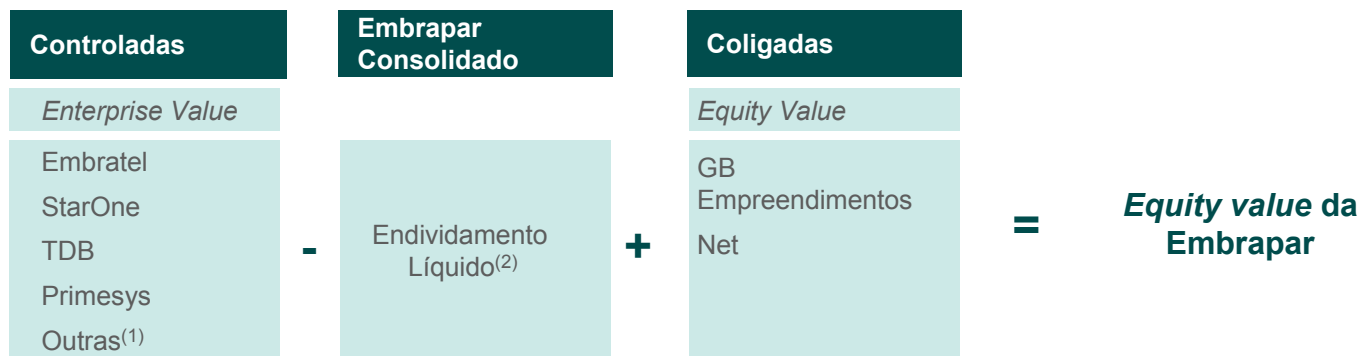 Controladas
Enterprise Value
Embratel
StarOne
TDB
Primesys
Outras(1)
-
Embrapar
Consolidado
Endividamento
Líquido(2)
+
Coligadas
Equity Value
GB
Empreendimentos
Net
=
Equity value da
Embrapar